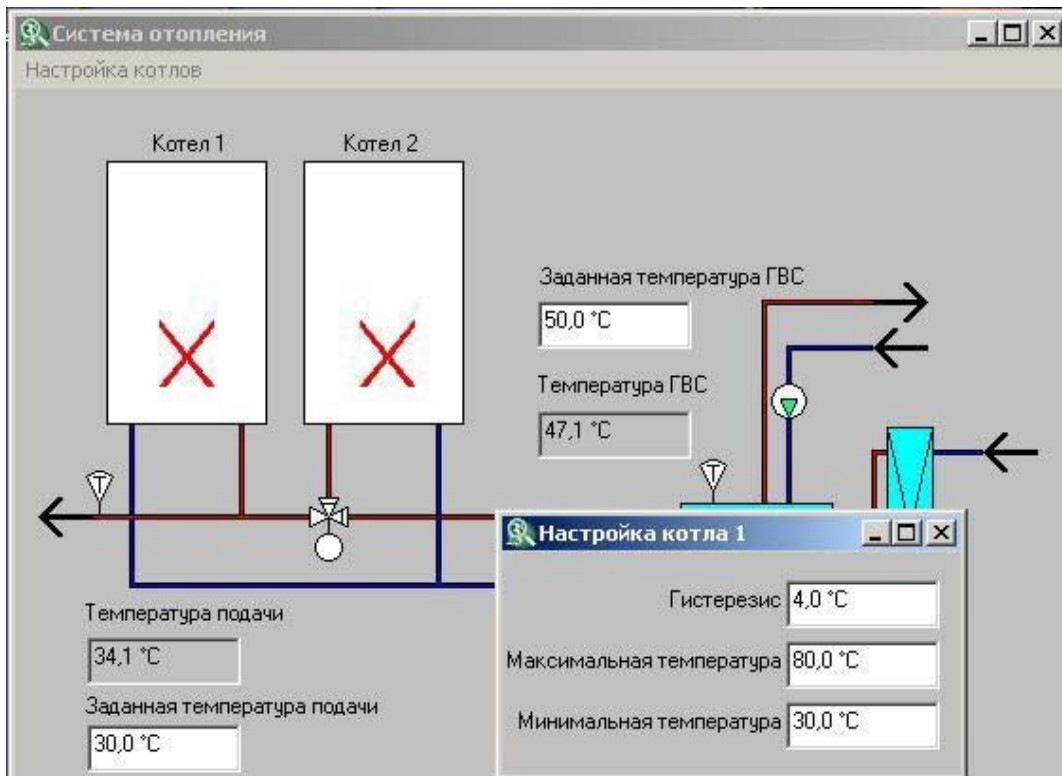 Система отопления
Настройка котлов
Котел 1
Котел 2
Заданная температура ГВС
50,0 °C
Температура ГВС
47,1 °C
T
T
Температура подачи
34,1 °C
Заданная температура подачи
30,0 °C
Настройка котла 1
Гистерезис 4,0 °C
Максимальная температура 80,0 °C
Минимальная температура 30,0 °C